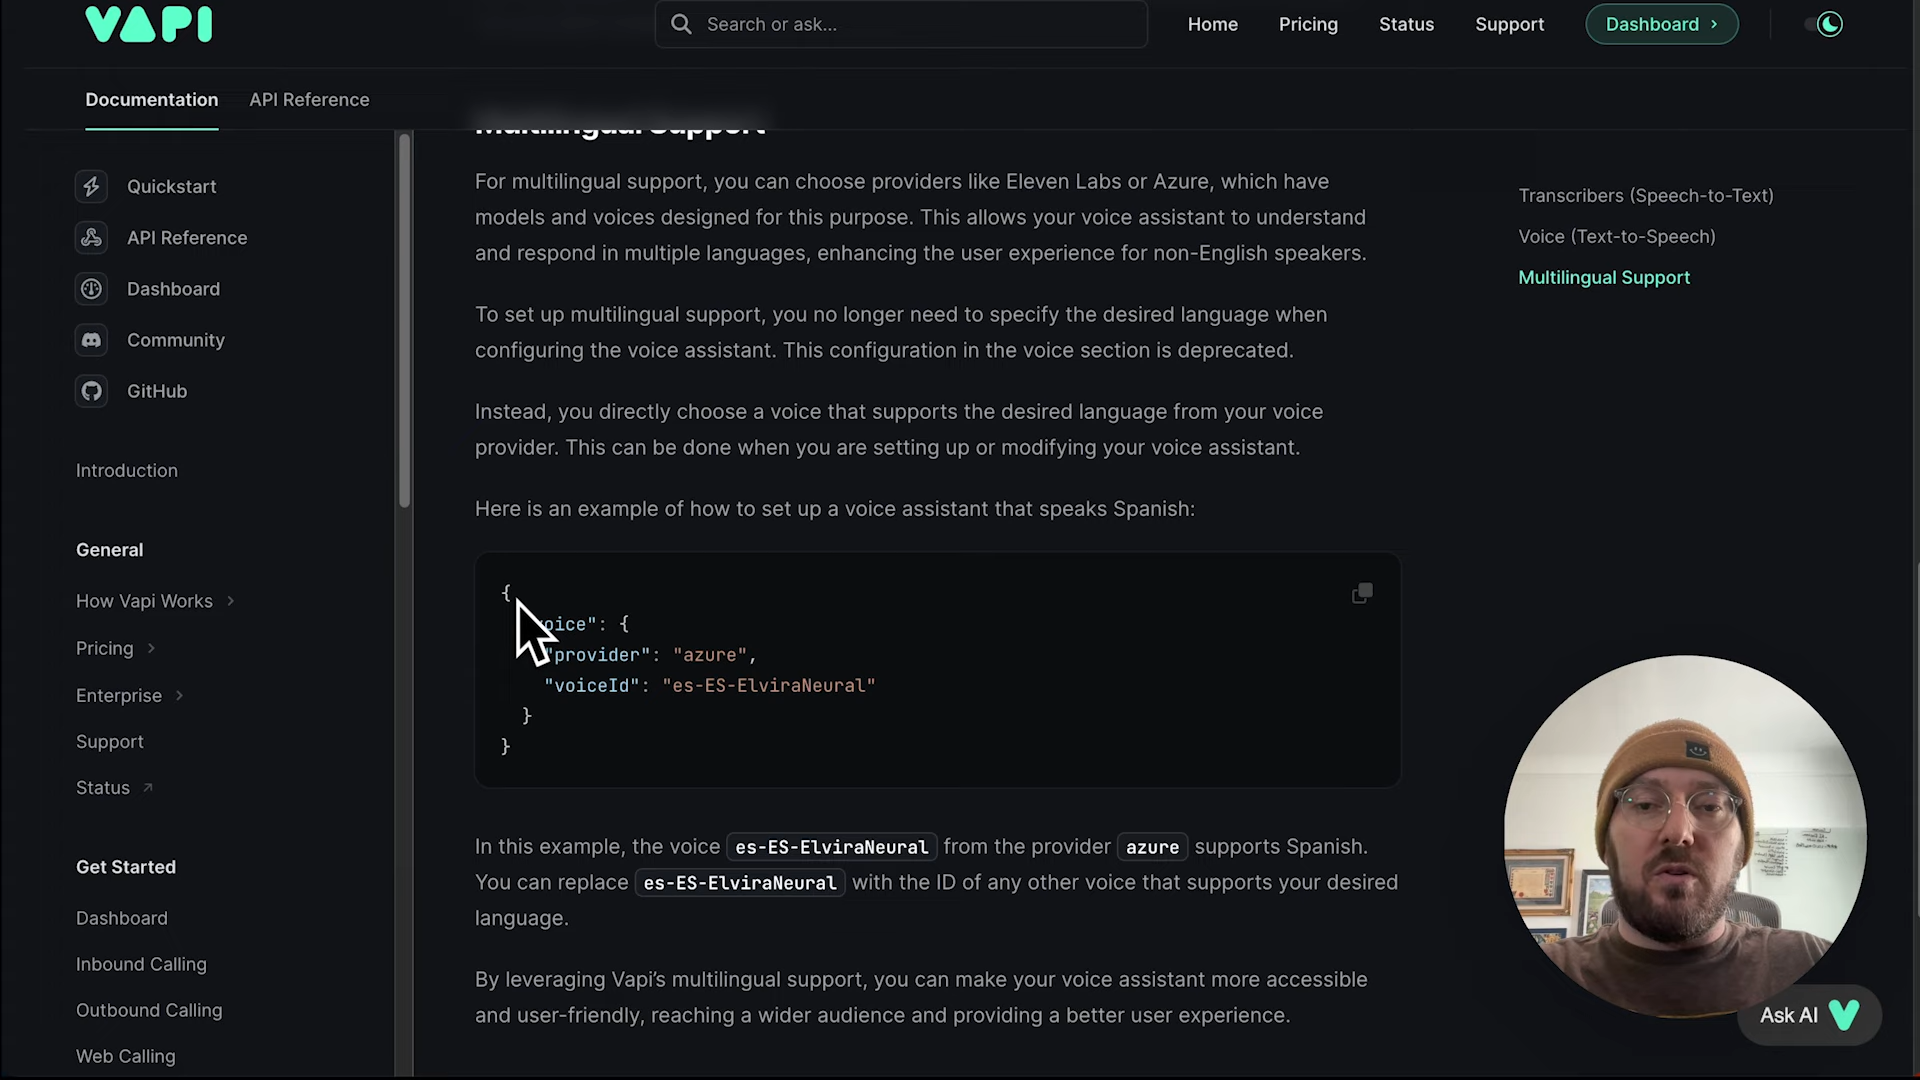 VAPI
Search or ask...
Home
Pricing
Status
Support
Dashboard
Documentation
API Reference
Quickstart
API Reference
Dashboard
Community
GitHub
Introduction
General
How Vapi Works
Pricing
Enterprise
Support
Status
Get Started
Dashboard
Inbound Calling
Outbound Calling
Web Calling
Multilingual Support
For multilingual support, you can choose providers like Eleven Labs or Azure, which have
models and voices designed for this purpose. This allows your voice assistant to understand
and respond in multiple languages, enhancing the user experience for non-English speakers.
To set up multilingual support, you no longer need to specify the desired language when
configuring the voice assistant. This configuration in the voice section is deprecated.
Instead, you directly choose a voice that supports the desired language from your voice
provider. This can be done when you are setting up or modifying your voice assistant.
Here is an example of how to set up a voice assistant that speaks Spanish:
{
oice": {
"provider": "azure",
"voiceId": "es-ES-ElviraNeural"
}
}
In this example, the voice es-ES-ElviraNeural from the provider azure supports Spanish.
You can replace es-ES-ElviraNeural with the ID of any other voice that supports your desired
language.
By leveraging Vapi’s multilingual support, you can make your voice assistant more accessible
and user-friendly, reaching a wider audience and providing a better user experience.
Transcribers (Speech-to-Text)
Voice (Text-to-Speech)
Multilingual Support
Ask AI